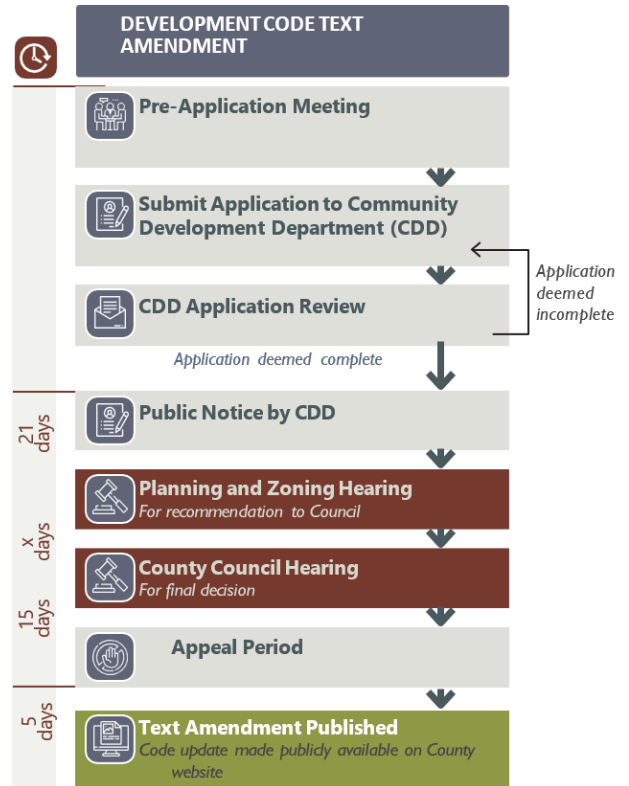 DEVELOPMENT CODE TEXT
AMENDMENT
Pre-Application Meeting
Submit Application to Community
Development Department (CDD)
Application
deemed
incomplete
CDD Application Review
Application deemed complete
21
days
Public Notice by CDD
Planning and Zoning Hearing
For recommendation to Council
x
days
County Council Hearing
For final decision
15
days
Appeal Period
5
days
Text Amendment Published
Code update made publicly available on County
website